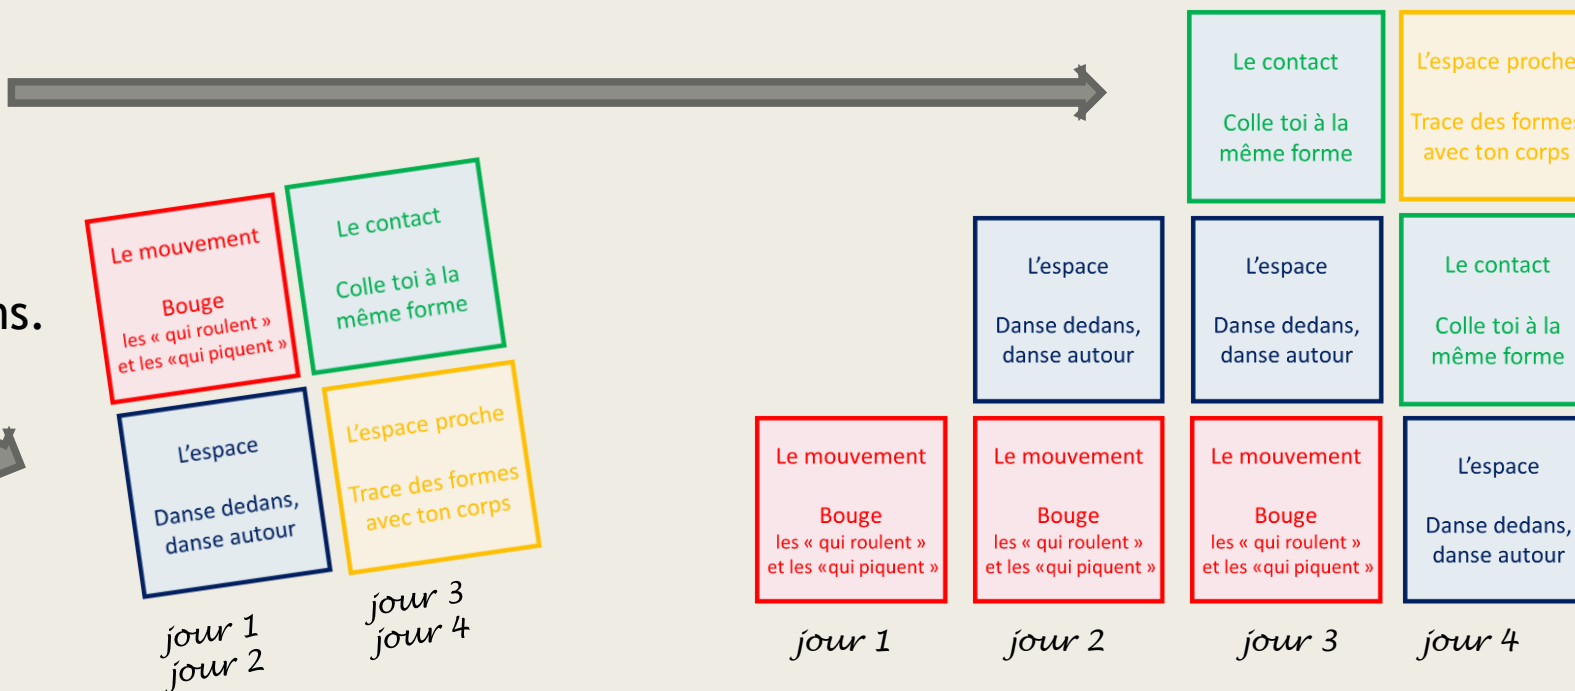 ns.
Le mouvement
Bouge
les « qui roulent »
et les «qui piquent »
Le contact
Colle toi à la
même forme
L'espace
Danse dedans,
danse autour
L'espace proche
Trace des formes
avec ton corps
jour 1
jour 2
jour 3
jour 4
Le contact
Colle toi à la
même forme
L'espace proche
Trace des formes
avec ton corps
L'espace
Danse dedans,
danse autour
L'espace
Danse dedans,
danse autour
Le contact
Colle toi à la
même forme
Le mouvement
Bouge
les « qui roulent »
et les «qui piquent »
Le mouvement
Bouge
les « qui roulent »
et les «qui piquent »
Le mouvement
Bouge
les « qui roulent »
et les «qui piquent »
L'espace
Danse dedans,
danse autour
jour 1
jour 2
jour 3
jour 4